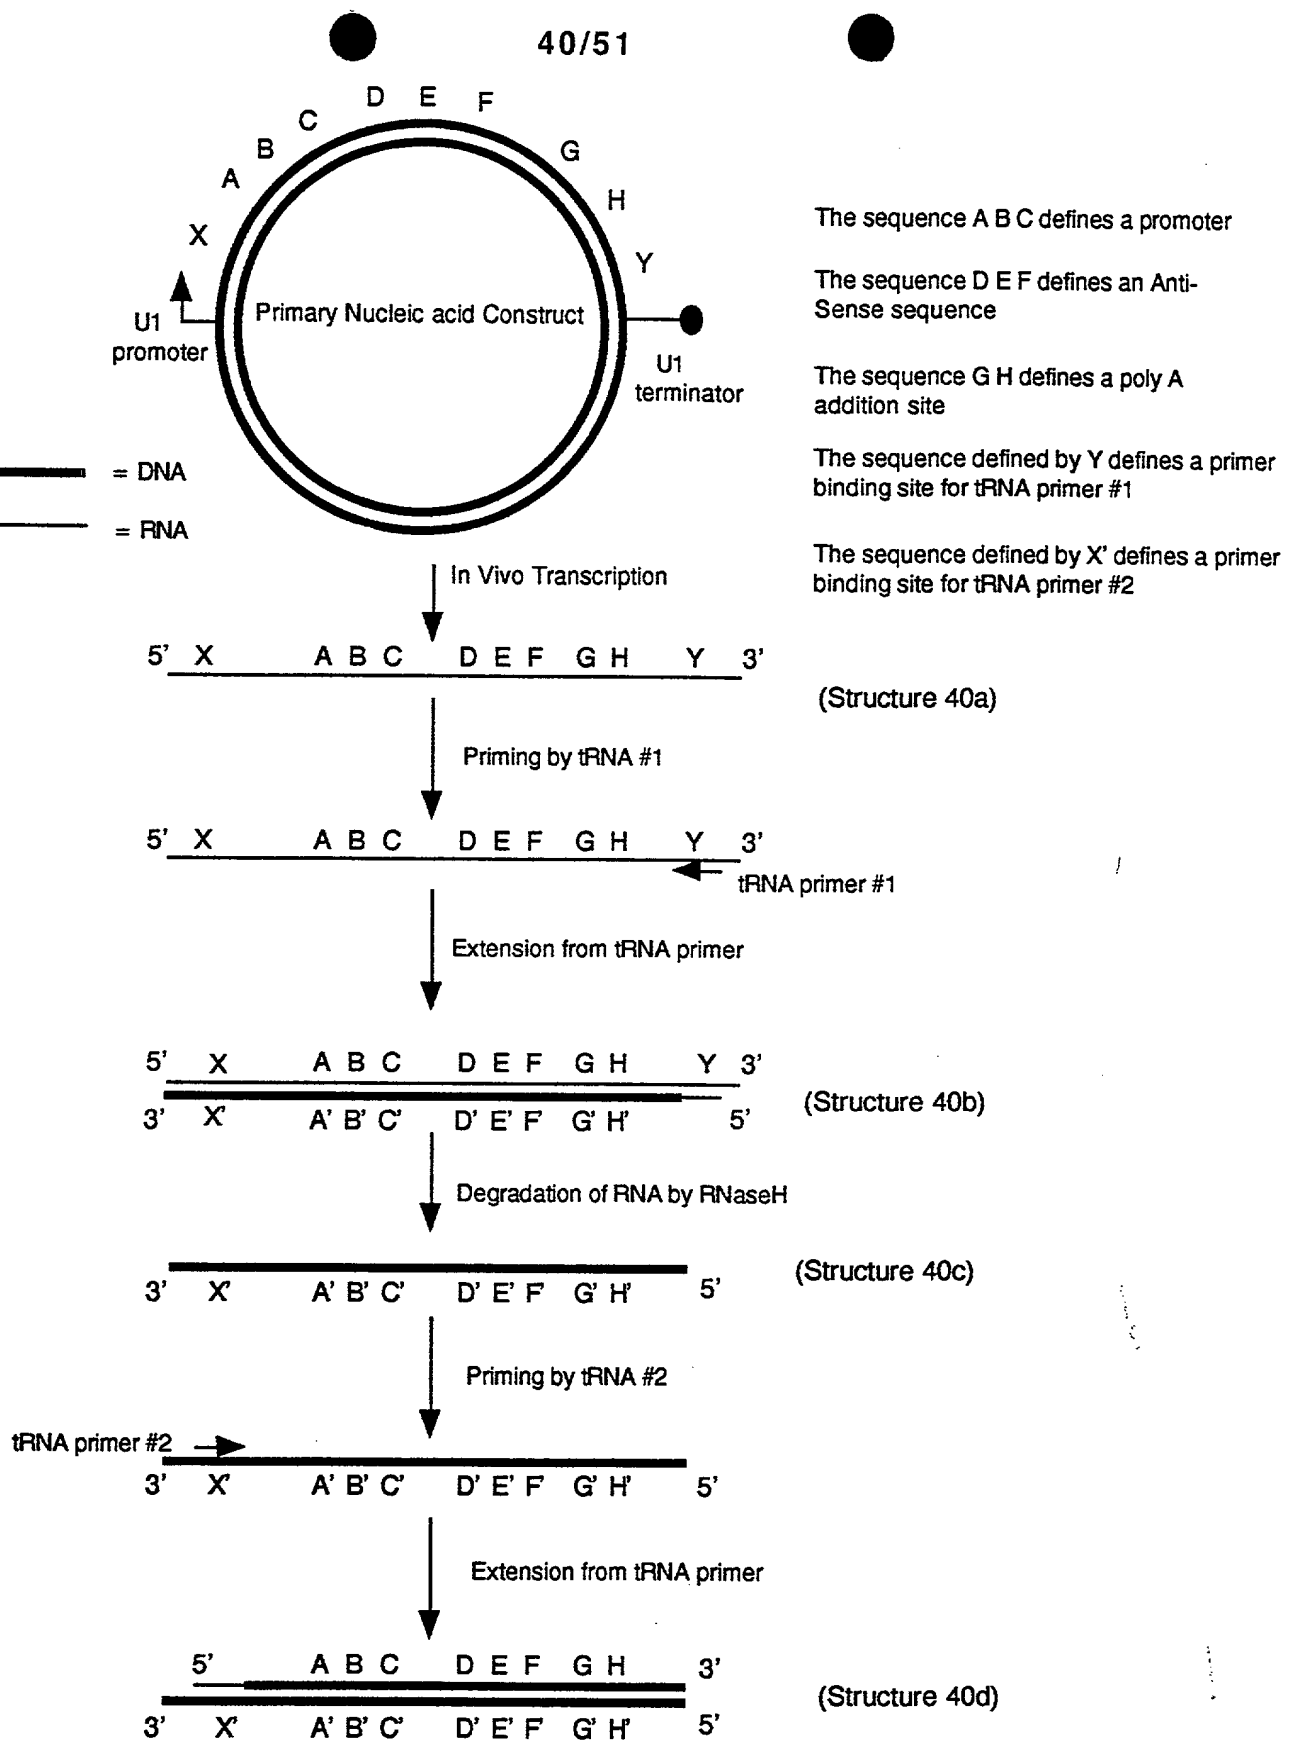 40/51
D E F
C
B
G
A
H
X
Y
U1
promoter
Primary Nucleic acid Construct
U1
terminator
The sequence A B C defines a promoter
The sequence D E F defines an Anti-
Sense sequence
The sequence G H defines a poly A
addition site
The sequence defined by Y defines a primer
binding site for tRNA primer #1
The sequence defined by X' defines a primer
binding site for tRNA primer #2
= DNA
= RNA
In Vivo Transcription
5' X A B C D E F G H Y 3'
(Structure 40a)
Priming by tRNA #1
5' X A B C D E F G H Y 3'
tRNA primer #1
Extension from tRNA primer
5' X A B C D E F G H Y 3'
3' X' A' B' C' D' E' F' G' H' 5'
(Structure 40b)
Degradation of RNA by RNaseH
(Structure 40c)
3' X' A' B' C' D' E' F' G' H' 5'
Priming by tRNA #2
tRNA primer #2
3' X' A' B' C' D' E' F' G' H' 5'
Extension from tRNA primer
5' A B C D E F G H 3'
(Structure 40d)
3' X' A' B' C' D' E' F' G' H' 5'